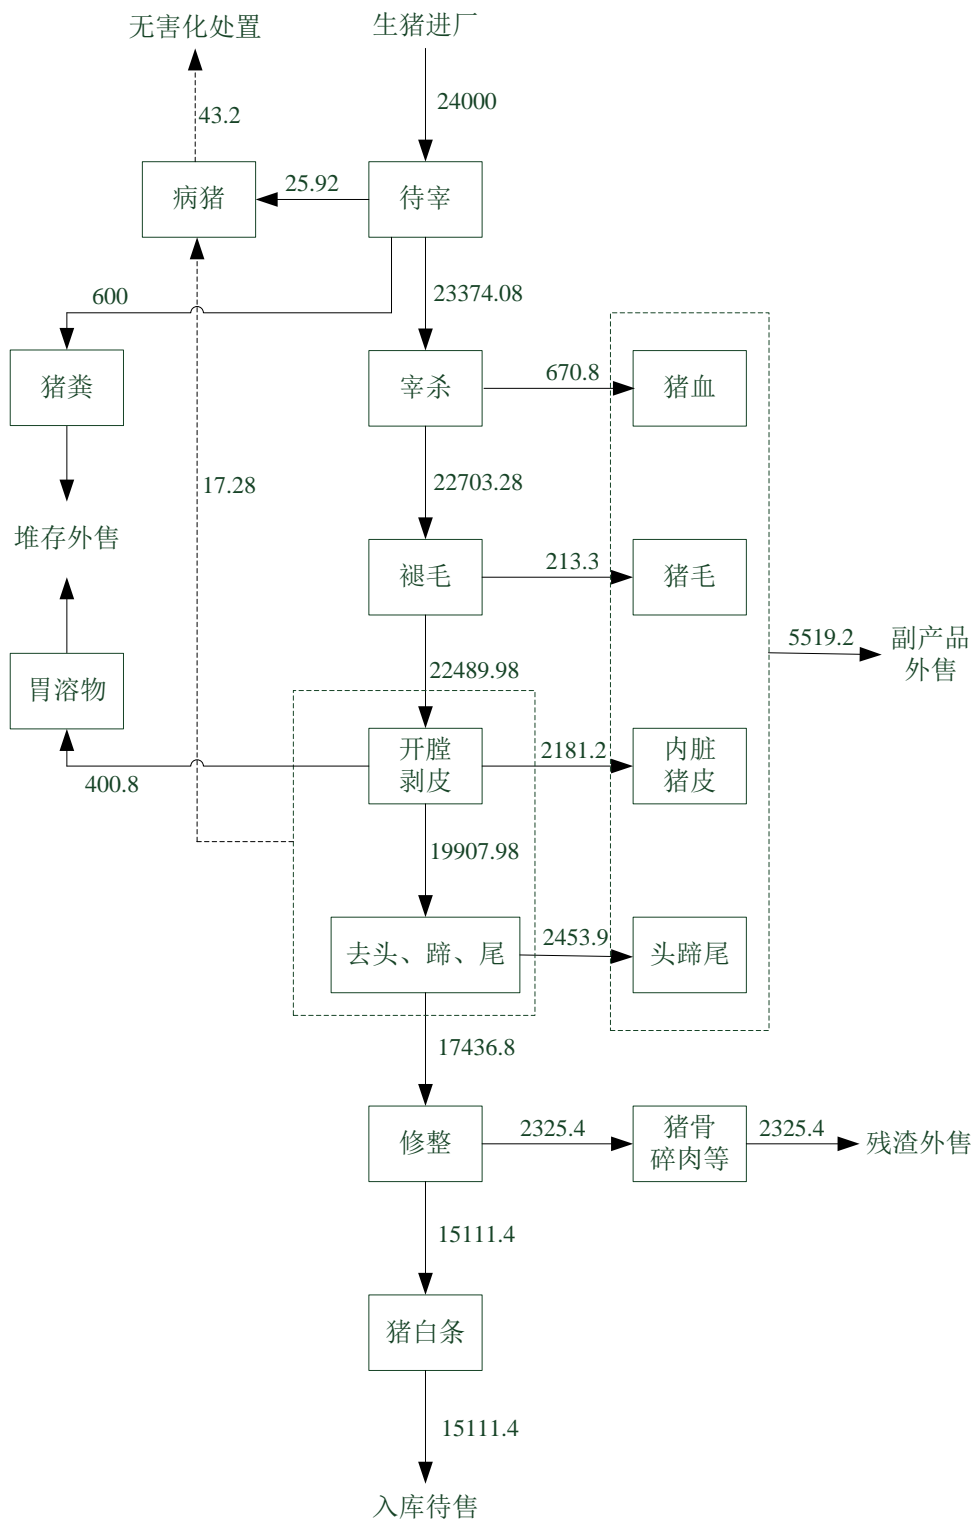 无害化处置
生猪进厂
24000
43.2
病猪
25.92
待宰
600
23374.08
猪粪
宰杀
670.8
猪血
17.28
22703.28
堆存外售
褪毛
213.3
猪毛
5519.2
副产品
外售
胃溶物
22489.98
开膛
剥皮
2181.2
内脏
猪皮
400.8
19907.98
去头、蹄、尾
2453.9
头蹄尾
17436.8
修整
2325.4
猪骨
碎肉等
2325.4
残渣外售
15111.4
猪白条
15111.4
入库待售